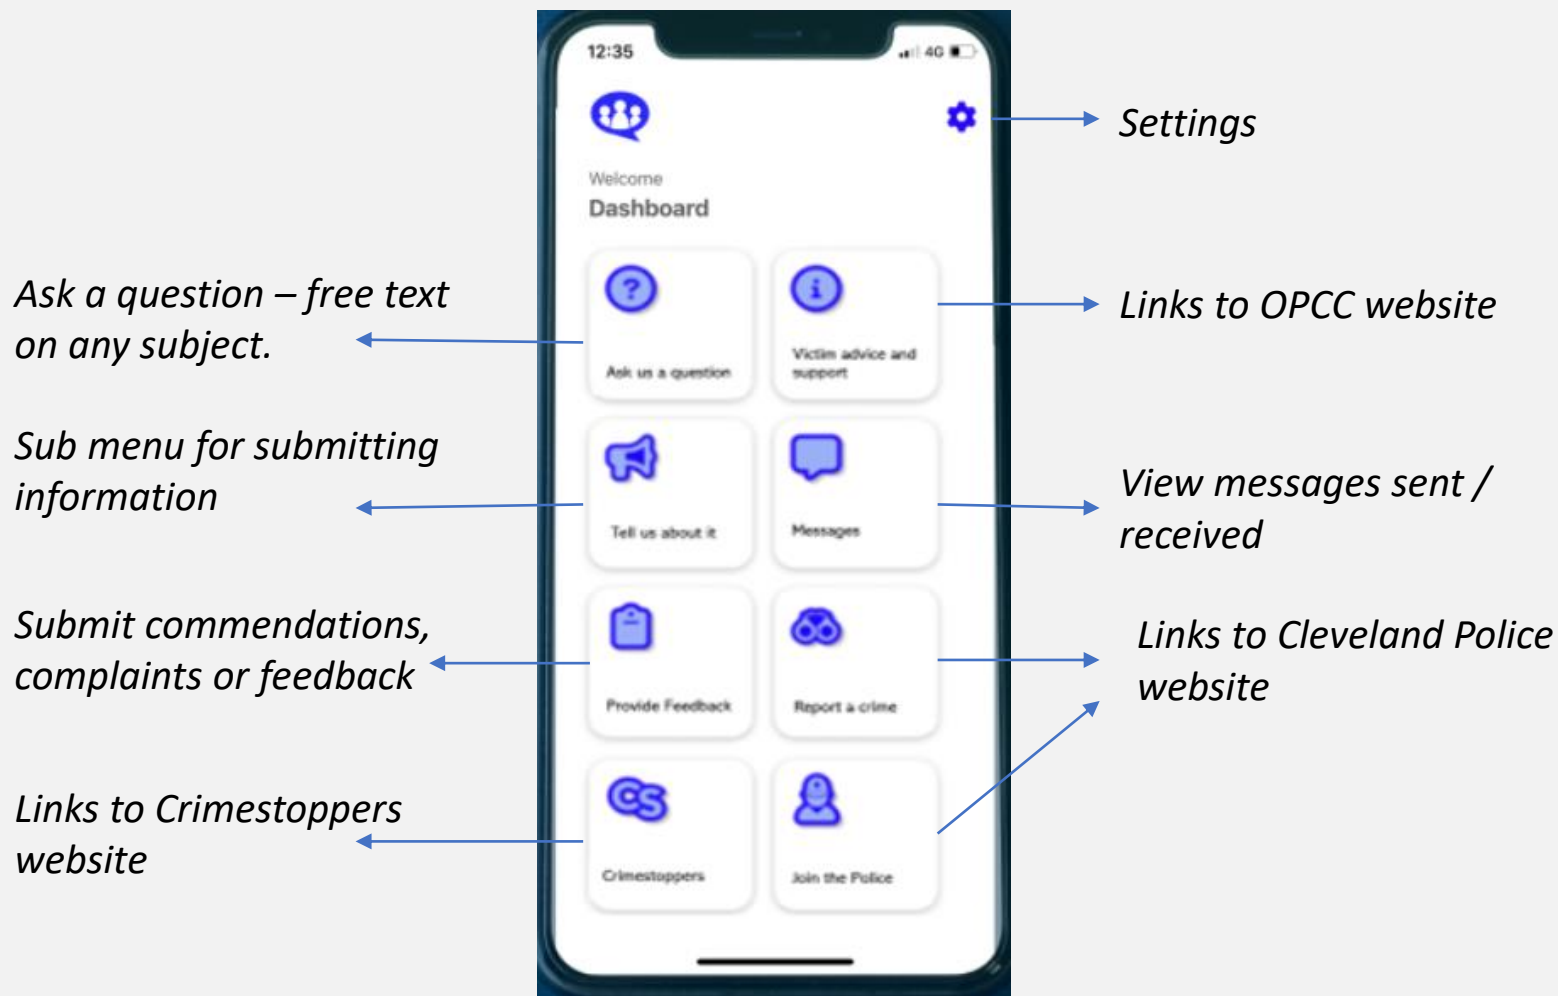 12:35
4G
Settings
Welcome
Dashboard
Ask a question – free text
on any subject.
?
Ask us a question
i
Victim advice and
support
Links to OPCC website
Sub menu for submitting
information
Tell us about it
Messages
View messages sent /
received
Submit commendations,
complaints or feedback
Provide Feedback
Report a crime
Links to Cleveland Police
website
Links to Crimestoppers
website
CS
Crimestoppers
Join the Police